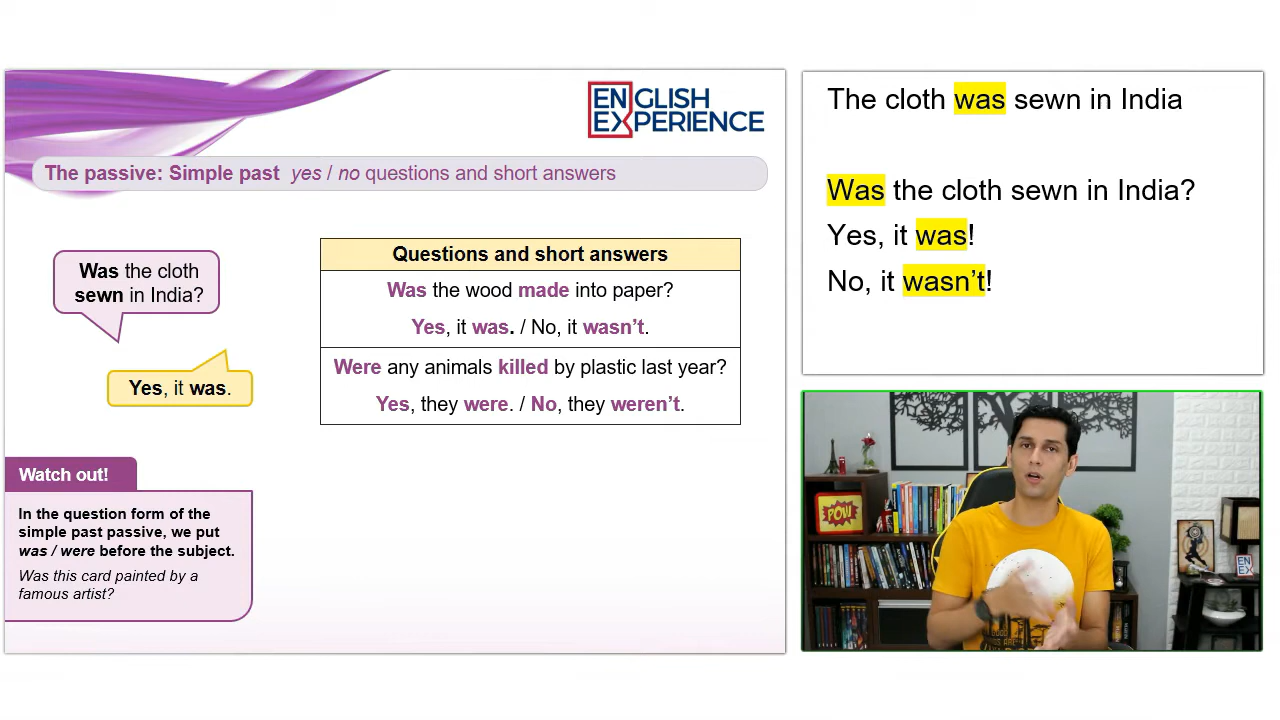 ENGLISH
EXPERIENCE
The passive: Simple past yes / no questions and short answers
Was the cloth
sewn in India?
Yes, it was.
Questions and short answers
Was the wood made into paper?
Yes, it was. / No, it wasn’t.
Were any animals killed by plastic last year?
Yes, they were. / No, they weren’t.
Watch out!
In the question form of the
simple past passive, we put
was / were before the subject.
Was this card painted by a
famous artist?
The cloth was sewn in India
Was the cloth sewn in India?
Yes, it was!
No, it wasn’t!
POW
EN
EX